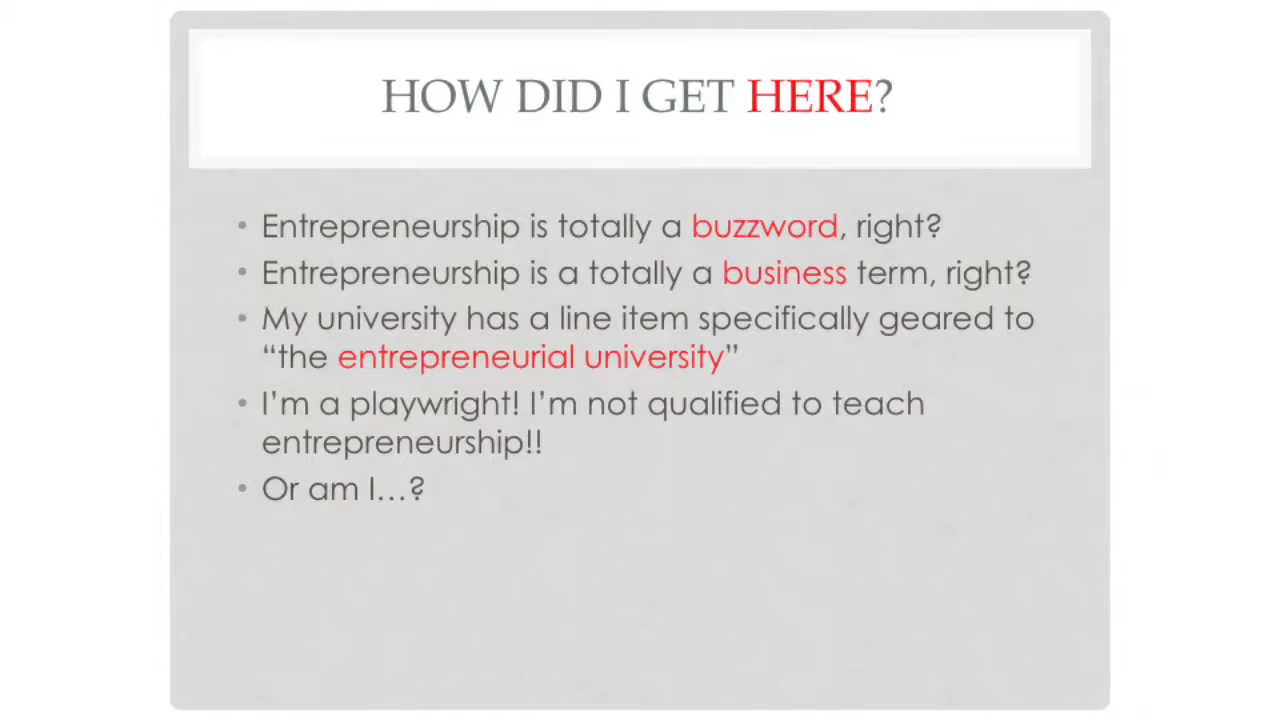 HOW DID I GET HERE?
• Entrepreneurship is totally a buzzword, right?
• Entrepreneurship is a totally a business term, right?
• My university has a line item specifically geared to
“the entrepreneurial university”
• I’m a playwright! I’m not qualified to teach
entrepreneurship!!
• Or am I…?